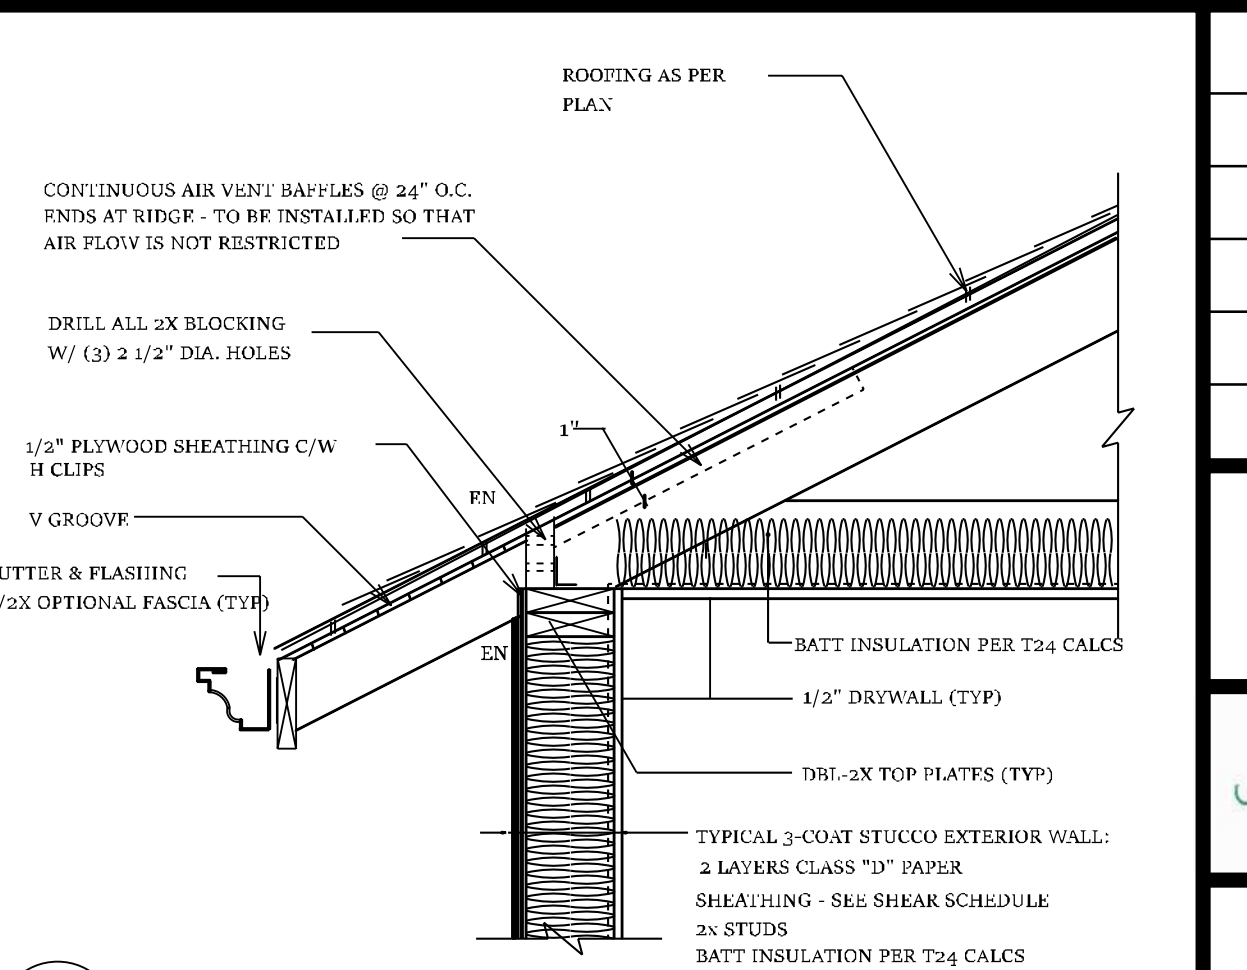 ROOFING AS PER
PLAN
CONTINUOUS AIR VENT BAFFLES @ 24" O.C.
ENDS AT RIDGE - TO BE INSTALLED SO THAT
AIR FLOW IS NOT RESTRICTED
DRILL ALL 2X BLOCKING
W/ (3) 2 1/2" DIA. HOLES
1"
1/2" PLYWOOD SHEATHING C/W
H CLIPS
EN
V GROOVE
UTTER & FLASHING
/2X OPTIONAL FASCIA (TYP)
EN
BATT INSULATION PER T24 CALCS
1/2" DRYWALL (TYP)
DBL-2X TOP PLATES (TYP)
TYPICAL 3-COAT STUCCO EXTERIOR WALL:
2 LAYERS CLASS "D" PAPER
SHEATHING - SEE SHEAR SCHEDULE
2x STUDS
BATT INSULATION PER T24 CALCS